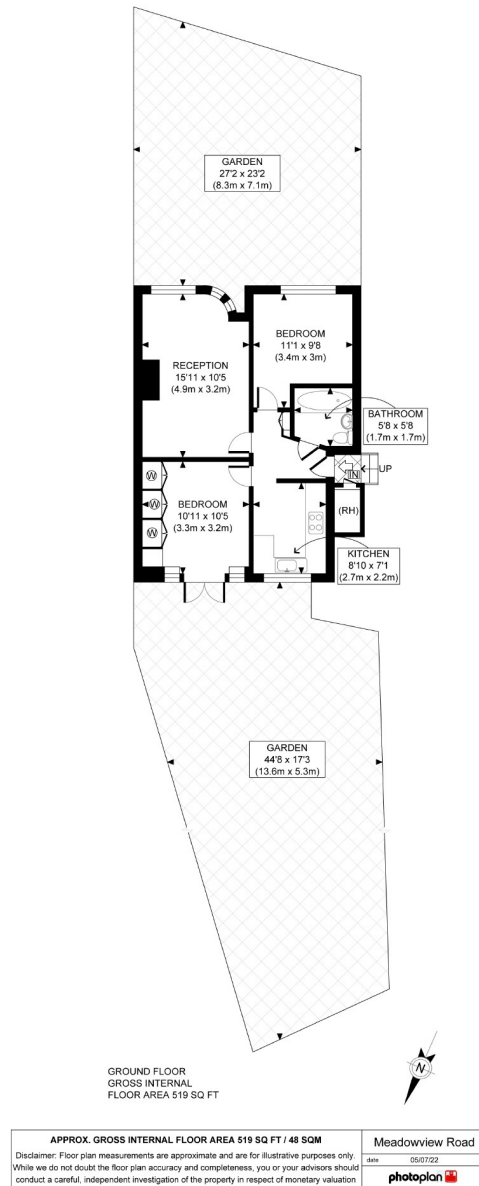 GARDEN
27'2 x 23'2
(8.3m x 7.1m)
BEDROOM
11'1 x 9'8
(3.4m x 3m)
RECEPTION
15'11 x 10'5
(4.9m x 3.2m)
BATHROOM
5'8 x 5'8
(1.7m x 1.7m)
IN
UP
W
W
W
BEDROOM
10'11 x 10'5
(3.3m x 3.2m)
(RH)
KITCHEN
8'10 x 7'1
(2.7m x 2.2m)
GARDEN
44'8 x 17'3
(13.6m x 5.3m)
N
GROUND FLOOR
GROSS INTERNAL
FLOOR AREA 519 SQ FT
APPROX. GROSS INTERNAL FLOOR AREA 519 SQ FT / 48 SQM
Disclaimer: Floor plan measurements are approximate and are for illustrative purposes only.
While we do not doubt the floor plan accuracy and completeness, you or your advisors should
conduct a careful, independent investigation of the property in respect of monetary valuation
Meadowview Road
date 05/07/22
photoplan